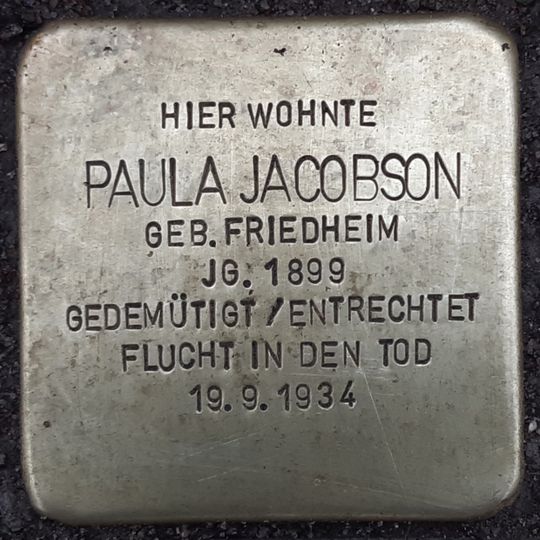 HIER WOHNTE
PAULA JACOBSON
GEB. FRIEDHEIM
JG. 1899
GEDEMÜTIGT / ENTRECHTET
FLUCHT IN DEN TOD
19.9.1934